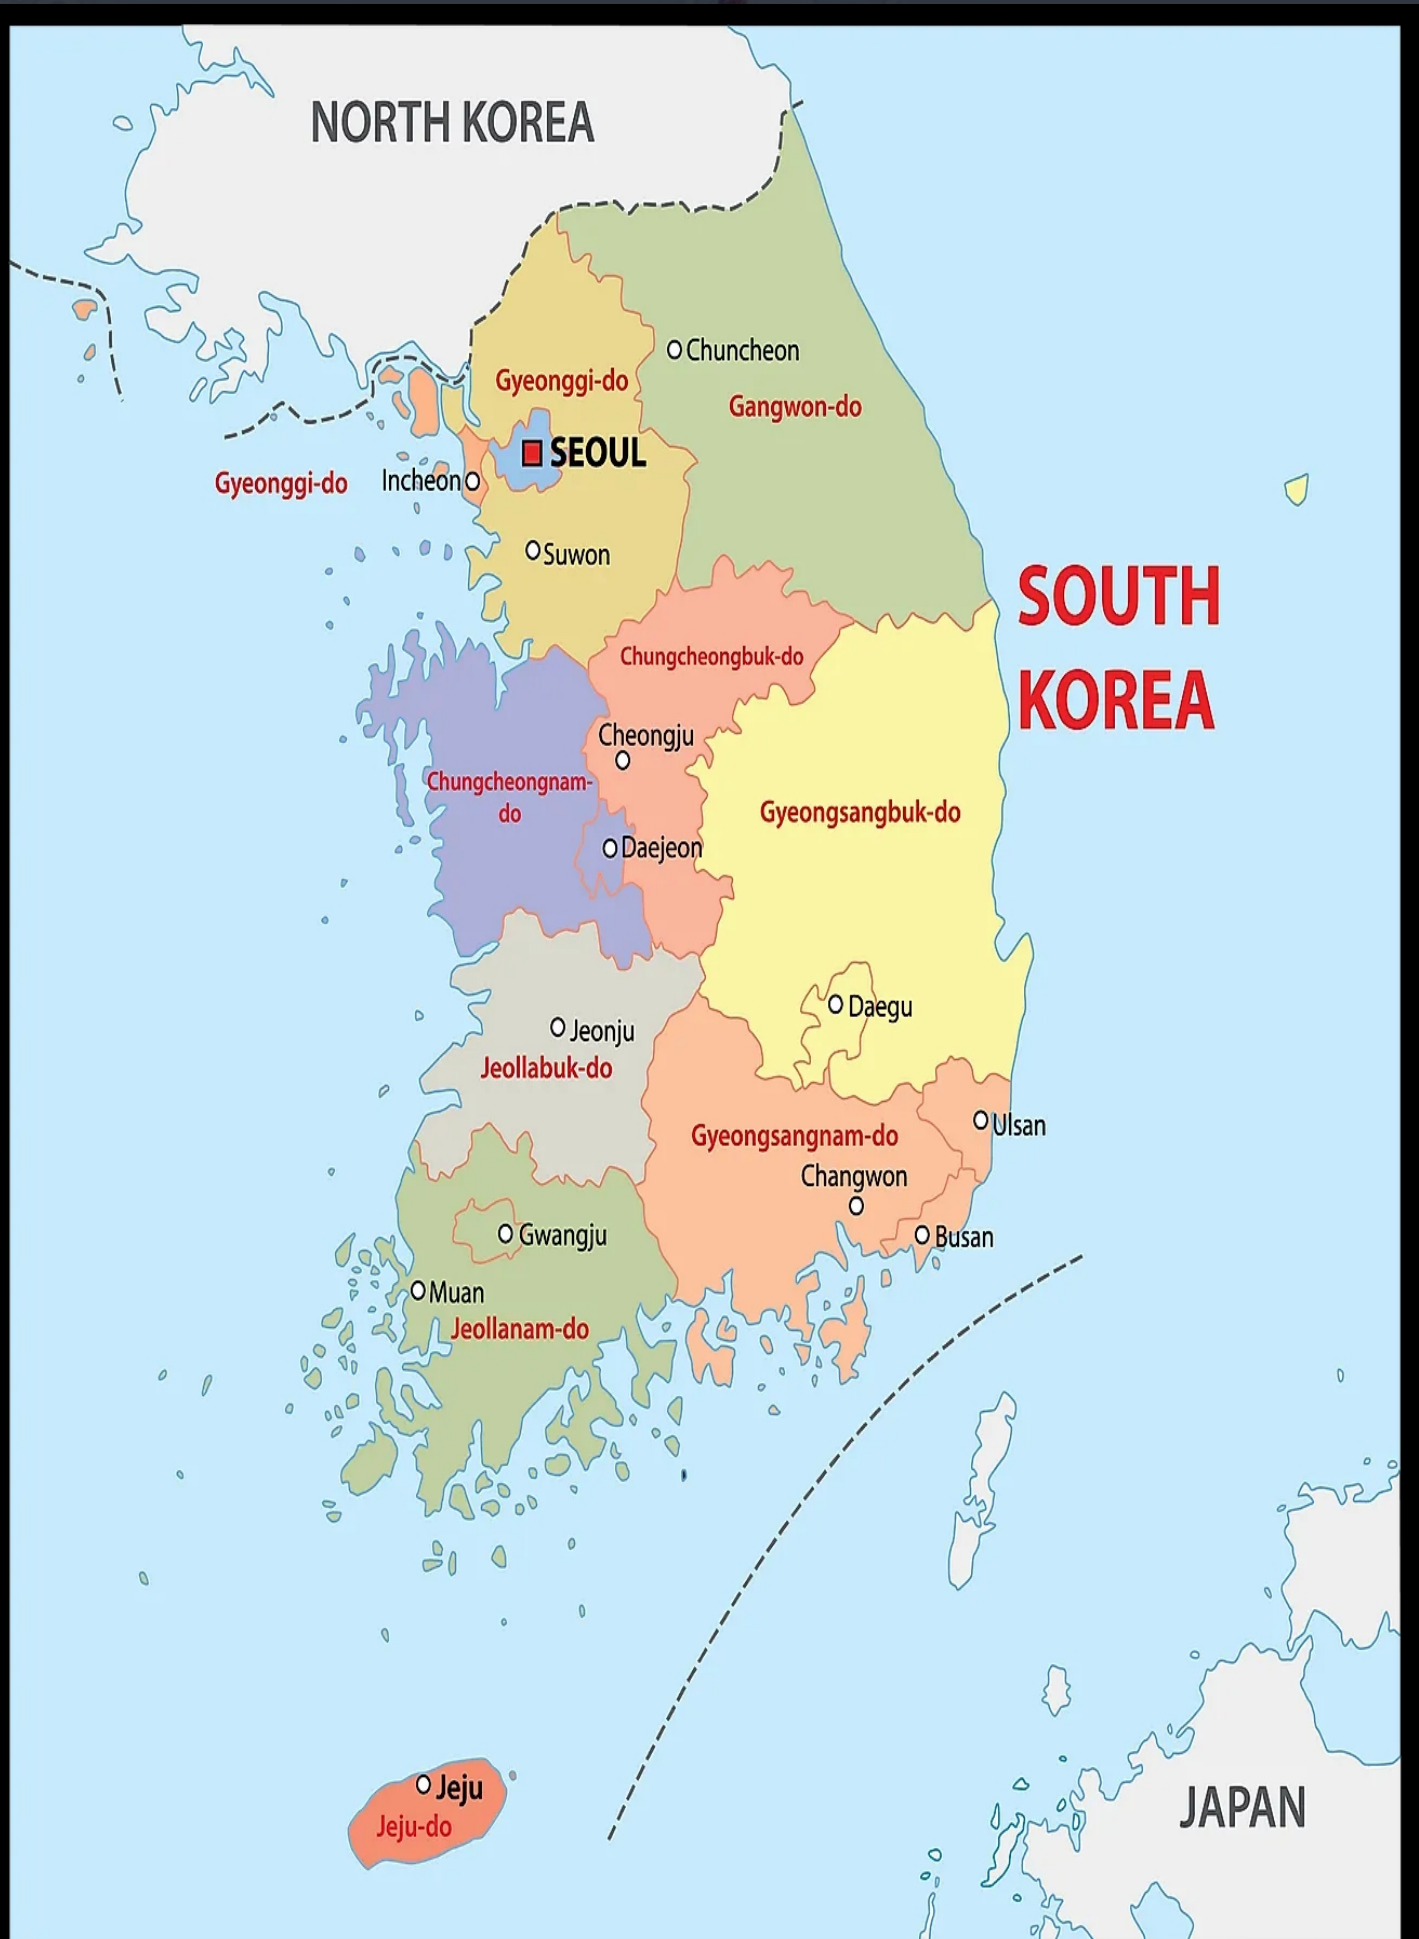 NORTH KOREA
Chuncheon
Gyeonggi-do
Gangwon-do
SEOUL
Gyeonggi-do
Incheon
Suwon
SOUTH
KOREA
Chungcheongbuk-do
Cheongju
Chungcheongnam-
do
Gyeongsangbuk-do
Daejeon
Daegu
Jeonju
Jeollabuk-do
Ulsan
Gyeongsangnam-do
Changwon
Gwangju
Busan
Muan
Jeollanam-do
Jeju
Jeju-do
JAPAN